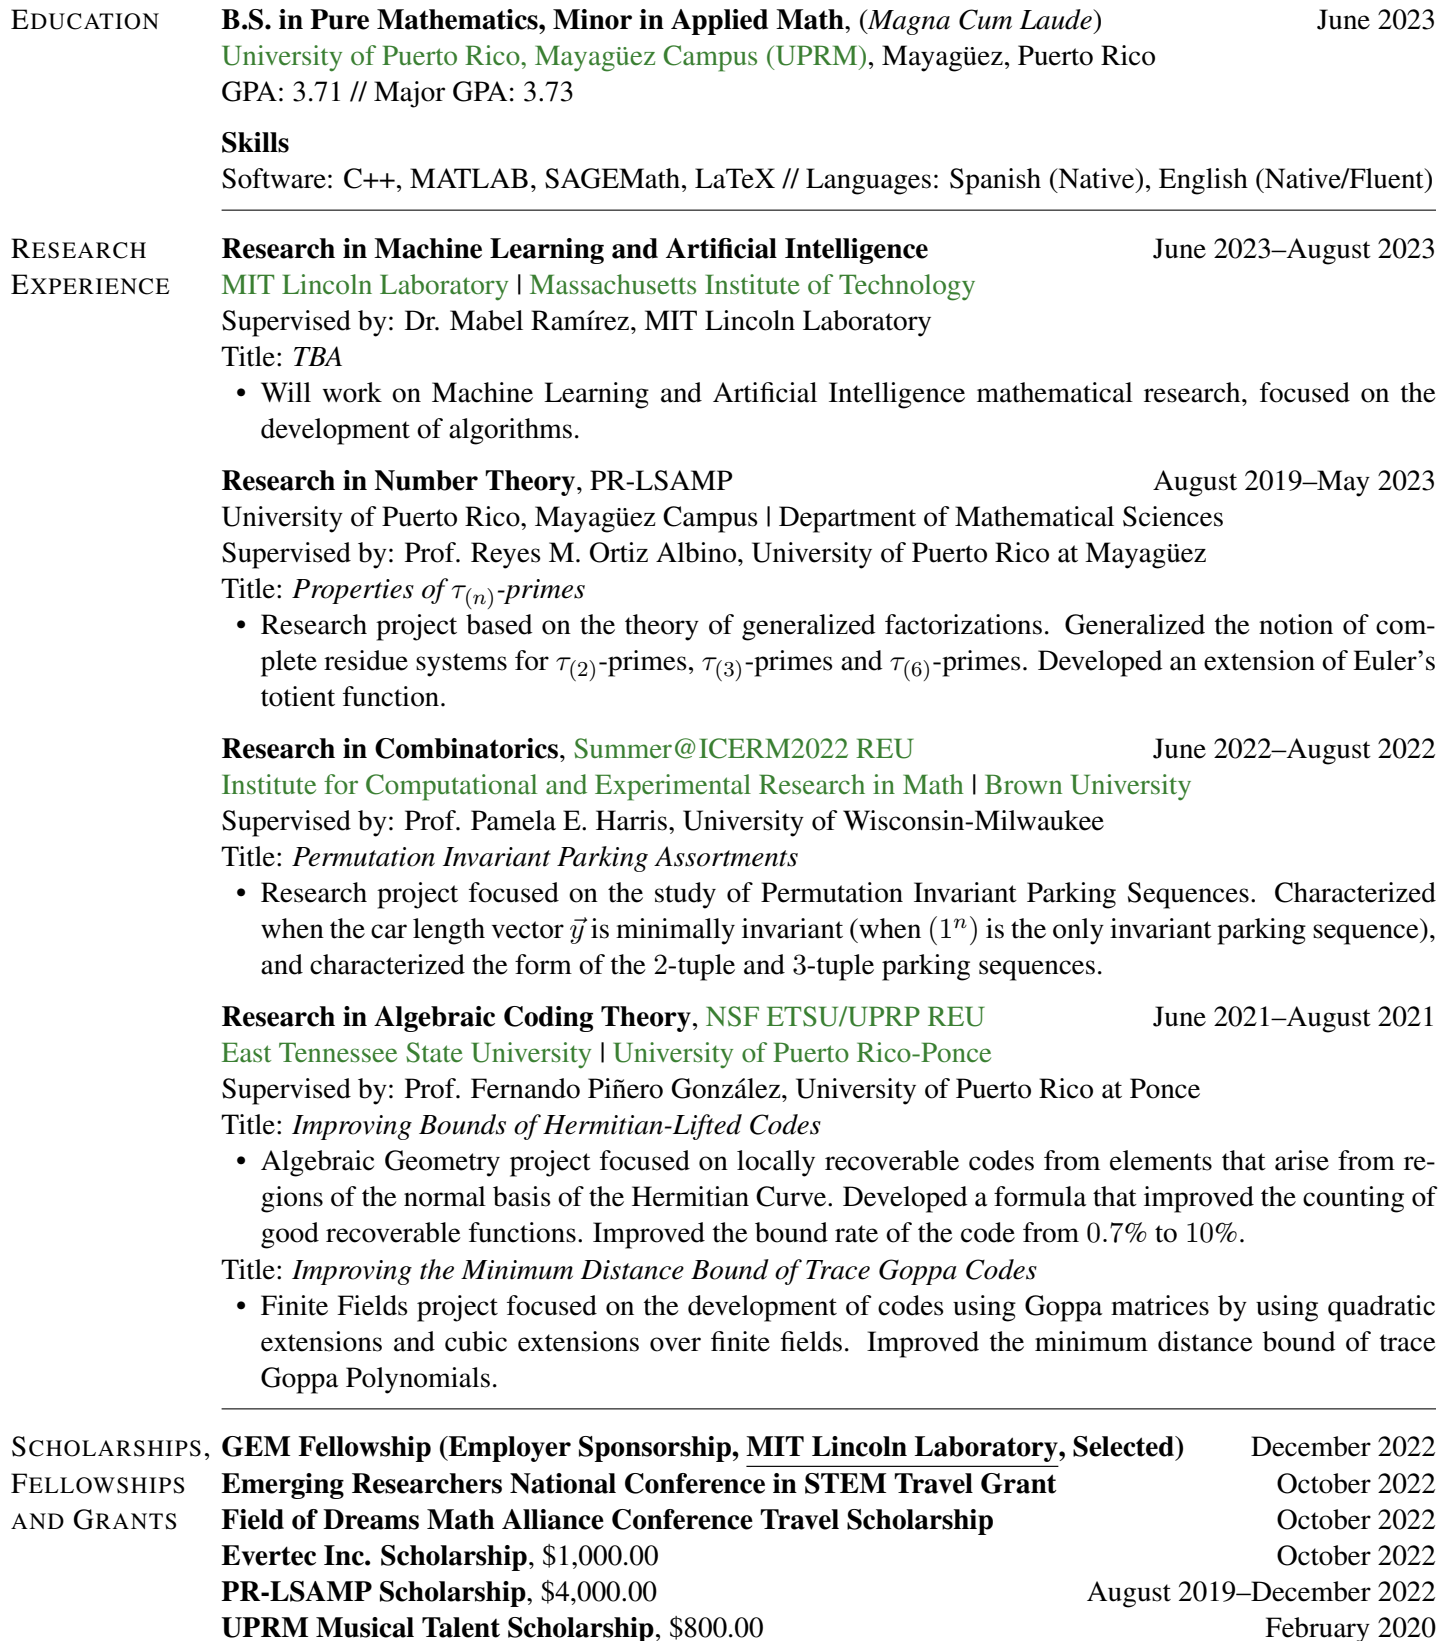 EDUCATION B.S. in Pure Mathematics, Minor in Applied Math, (Magna Cum Laude) June 2023
University of Puerto Rico, Mayagüez Campus (UPRM), Mayagüez, Puerto Rico
GPA: 3.71 // Major GPA: 3.73
Skills
Software: C++, MATLAB, SAGEMath, LaTeX // Languages: Spanish (Native), English (Native/Fluent)
RESEARCH Research in Machine Learning and Artificial Intelligence June 2023–August 2023
EXPERIENCE MIT Lincoln Laboratory | Massachusetts Institute of Technology
Supervised by: Dr. Mabel Ramírez, MIT Lincoln Laboratory
Title: TBA
• Will work on Machine Learning and Artificial Intelligence mathematical research, focused on the
development of algorithms.
Research in Number Theory, PR-LSAMP August 2019–May 2023
University of Puerto Rico, Mayagüez Campus | Department of Mathematical Sciences
Supervised by: Prof. Reyes M. Ortiz Albino, University of Puerto Rico at Mayagüez
Title: Properties of τ₍ₙ₎-primes
• Research project based on the theory of generalized factorizations. Generalized the notion of com-
plete residue systems for τ₍₂₎-primes, τ₍₃₎-primes and τ₍₆₎-primes. Developed an extension of Euler's
totient function.
Research in Combinatorics, Summer@ICERM2022 REU June 2022–August 2022
Institute for Computational and Experimental Research in Math | Brown University
Supervised by: Prof. Pamela E. Harris, University of Wisconsin-Milwaukee
Title: Permutation Invariant Parking Assortments
• Research project focused on the study of Permutation Invariant Parking Sequences. Characterized
when the car length vector y⃗ is minimally invariant (when (1ⁿ) is the only invariant parking sequence),
and characterized the form of the 2-tuple and 3-tuple parking sequences.
Research in Algebraic Coding Theory, NSF ETSU/UPRP REU June 2021–August 2021
East Tennessee State University | University of Puerto Rico-Ponce
Supervised by: Prof. Fernando Piñero González, University of Puerto Rico at Ponce
Title: Improving Bounds of Hermitian-Lifted Codes
• Algebraic Geometry project focused on locally recoverable codes from elements that arise from re-
gions of the normal basis of the Hermitian Curve. Developed a formula that improved the counting of
good recoverable functions. Improved the bound rate of the code from 0.7% to 10%.
Title: Improving the Minimum Distance Bound of Trace Goppa Codes
• Finite Fields project focused on the development of codes using Goppa matrices by using quadratic
extensions and cubic extensions over finite fields. Improved the minimum distance bound of trace
Goppa Polynomials.
SCHOLARSHIPS, GEM Fellowship (Employer Sponsorship, MIT Lincoln Laboratory, Selected) December 2022
FELLOWSHIPS Emerging Researchers National Conference in STEM Travel Grant October 2022
AND GRANTS Field of Dreams Math Alliance Conference Travel Scholarship October 2022
Evertec Inc. Scholarship, $1,000.00 October 2022
PR-LSAMP Scholarship, $4,000.00 August 2019–December 2022
UPRM Musical Talent Scholarship, $800.00 February 2020